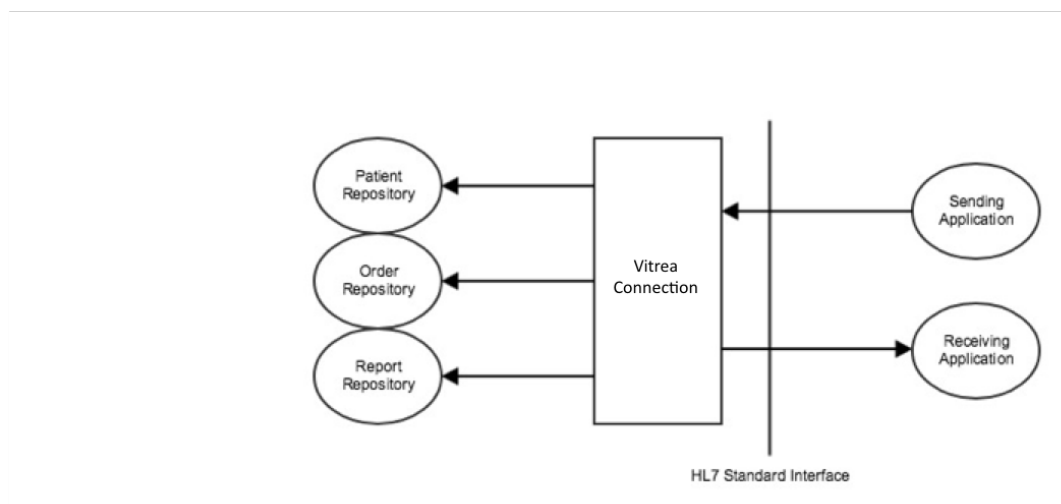 Patient
Repository
Order
Repository
Report
Repository
Vitrea
Connection
Sending
Application
Receiving
Application
HL7 Standard Interface